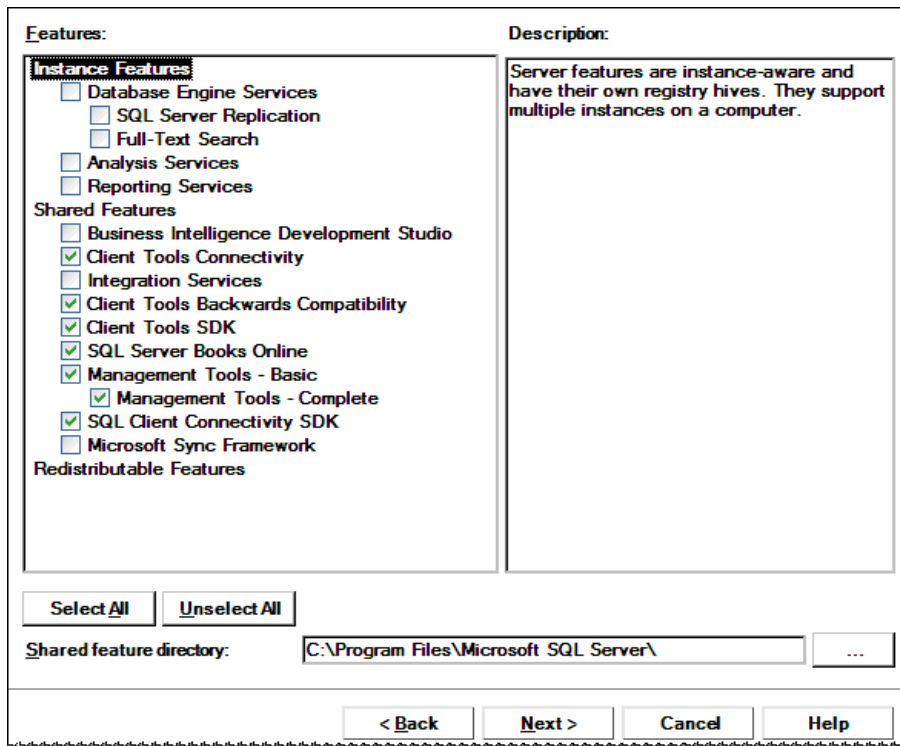 Features:
Instance Features
Database Engine Services
SQL Server Replication
Full-Text Search
Analysis Services
Reporting Services
Shared Features
Business Intelligence Development Studio
Client Tools Connectivity
Integration Services
Client Tools Backwards Compatibility
Client Tools SDK
SQL Server Books Online
Management Tools - Basic
Management Tools - Complete
SQL Client Connectivity SDK
Microsoft Sync Framework
Redistributable Features
Description:
Server features are instance-aware and
have their own registry hives. They support
multiple instances on a computer.
Select All
Unselect All
Shared feature directory:
C:\Program Files\Microsoft SQL Server\
...
< Back
Next >
Cancel
Help